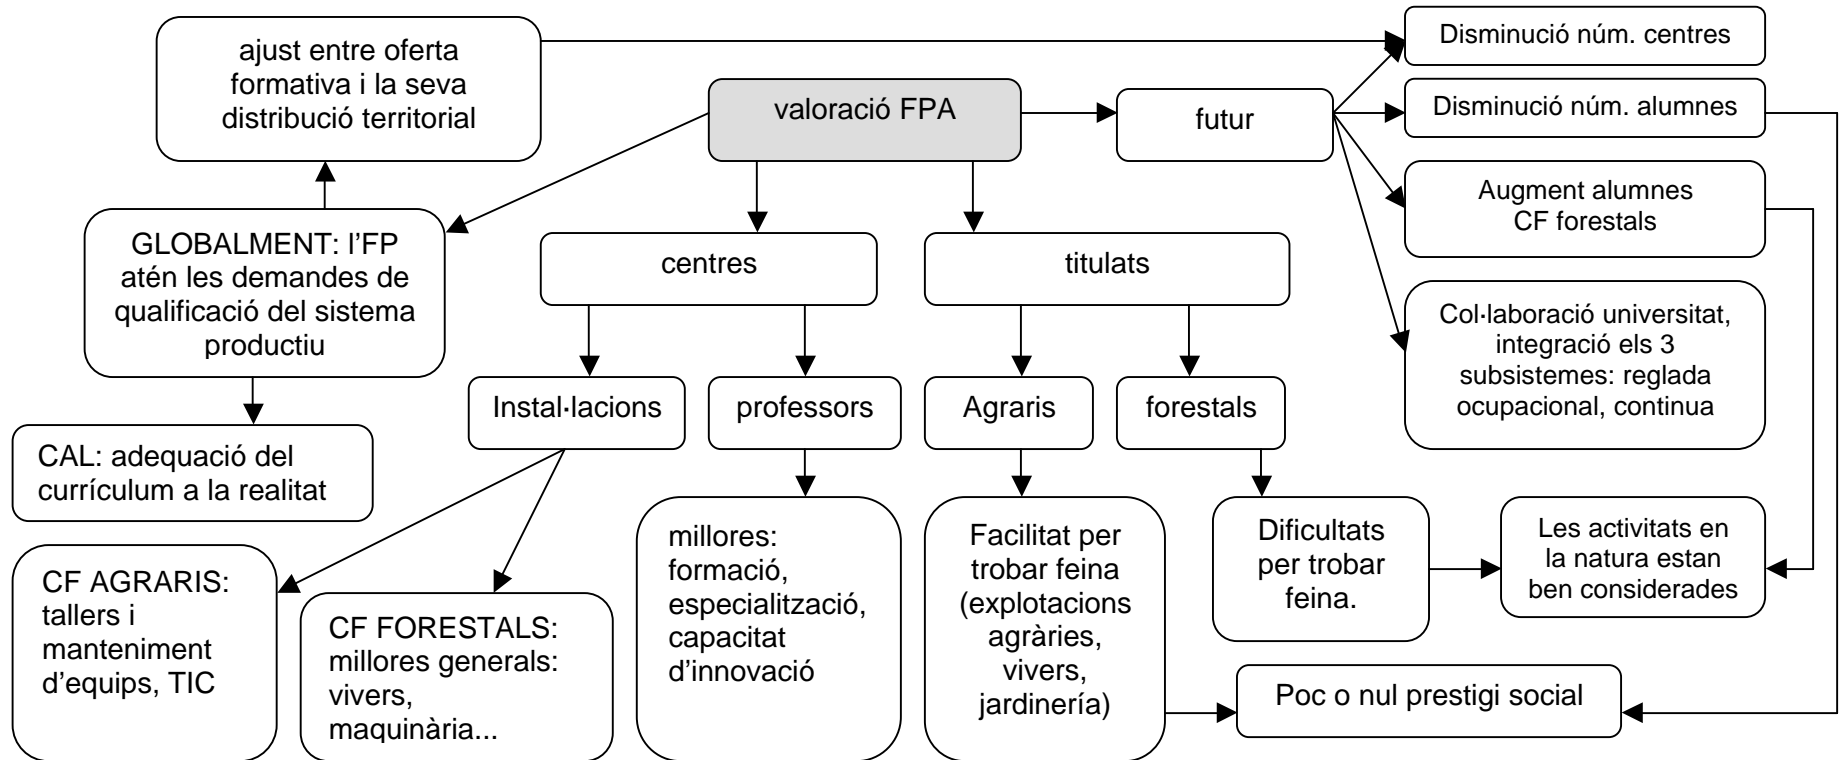 ajust entre oferta
formativa i la seva
distribució territorial
valoració FPA
futur
Disminució núm. centres
Disminució núm. alumnes
Augment alumnes
CF forestals
Col·laboració universitat,
integració els 3
subsistemes: reglada
ocupacional, continua
GLOBALMENT: l’FP
atén les demandes de
qualificació del sistema
productiu
centres
titulats
CAL: adequació del
currículum a la realitat
Instal·lacions
professors
Agraris
forestals
CF AGRARIS:
tallers i
manteniment
d’equips, TIC
CF FORESTALS:
millores generals:
vivers,
maquinària...
millores:
formació,
especialització,
capacitat
d’innovació
Facilitat per
trobar feina
(explotacions
agràries,
vivers,
jardinería)
Dificultats
per trobar
feina.
Les activitats en
la natura estan
ben considerades
Poc o nul prestigi social